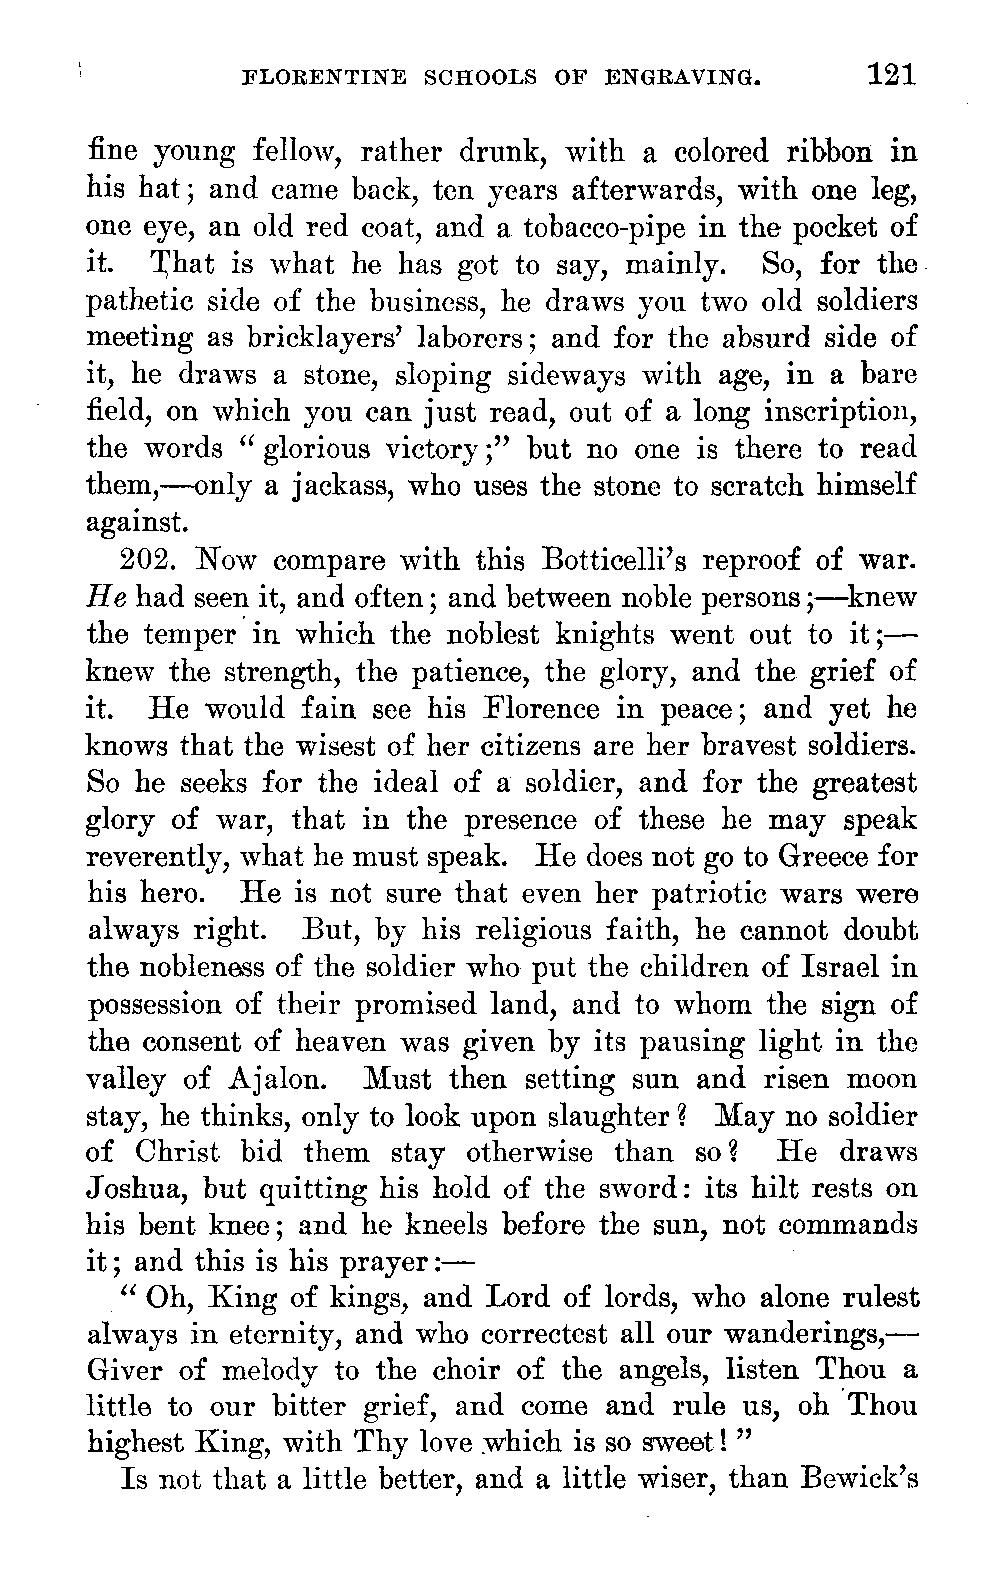 FLORENTINE SCHOOLS OF ENGRAVING. 121
fine young fellow, rather drunk, with a colored ribbon in
his hat; and came back, ten years afterwards, with one leg,
one eye, an old red coat, and a tobacco-pipe in the pocket of
it. That is what he has got to say, mainly. So, for the
pathetic side of the business, he draws you two old soldiers
meeting as bricklayers' laborers; and for the absurd side of
it, he draws a stone, sloping sideways with age, in a bare
field, on which you can just read, out of a long inscription,
the words "glorious victory;" but no one is there to read
them,—only a jackass, who uses the stone to scratch himself
against.
202. Now compare with this Botticelli's reproof of war.
He had seen it, and often; and between noble persons;—knew
the temper in which the noblest knights went out to it;—
knew the strength, the patience, the glory, and the grief of
it. He would fain see his Florence in peace; and yet he
knows that the wisest of her citizens are her bravest soldiers.
So he seeks for the ideal of a soldier, and for the greatest
glory of war, that in the presence of these he may speak
reverently, what he must speak. He does not go to Greece for
his hero. He is not sure that even her patriotic wars were
always right. But, by his religious faith, he cannot doubt
the nobleness of the soldier who put the children of Israel in
possession of their promised land, and to whom the sign of
the consent of heaven was given by its pausing light in the
valley of Ajalon. Must then setting sun and risen moon
stay, he thinks, only to look upon slaughter? May no soldier
of Christ bid them stay otherwise than so? He draws
Joshua, but quitting his hold of the sword: its hilt rests on
his bent knee; and he kneels before the sun, not commands
it; and this is his prayer:—
"Oh, King of kings, and Lord of lords, who alone rulest
always in eternity, and who correctest all our wanderings,—
Giver of melody to the choir of the angels, listen Thou a
little to our bitter grief, and come and rule us, oh Thou
highest King, with Thy love which is so sweet!"
Is not that a little better, and a little wiser, than Bewick's